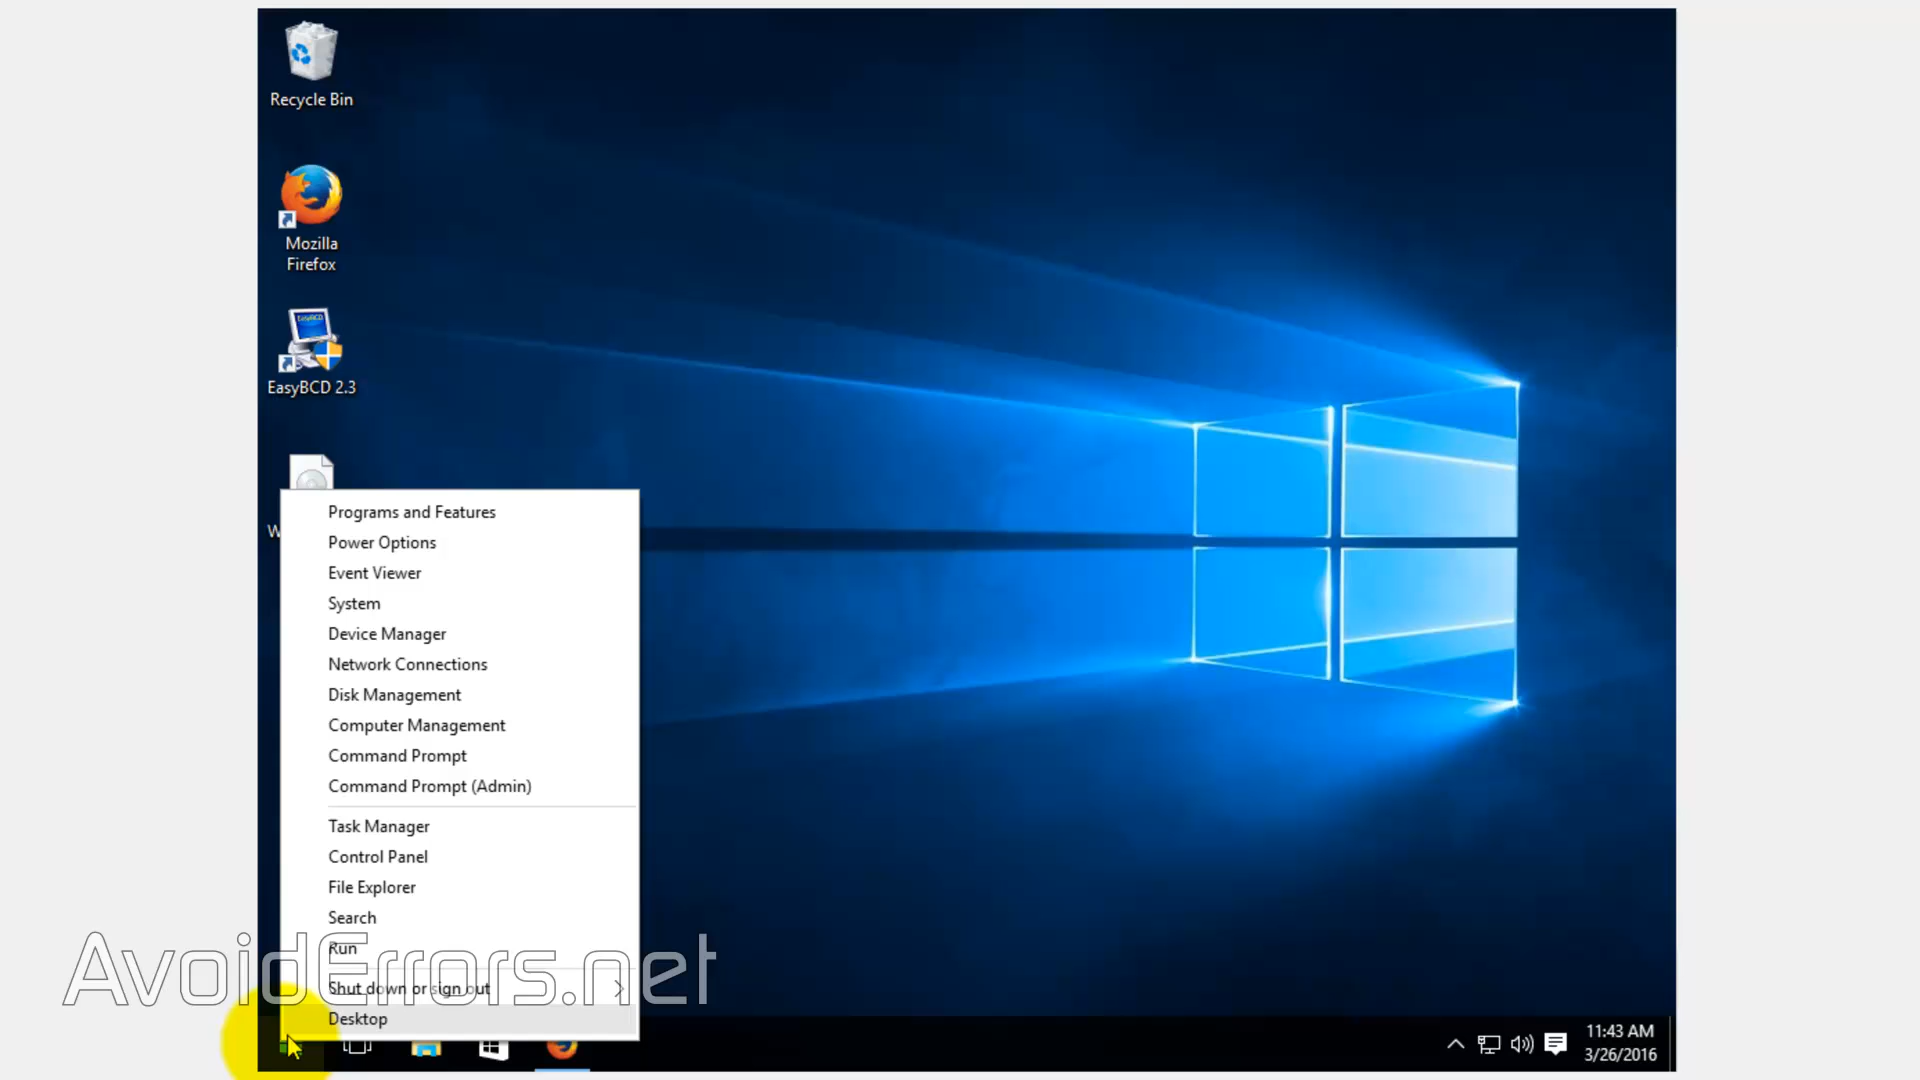 Recycle Bin
Mozilla
Firefox
EasyBCD
EasyBCD 2.3
W
Programs and Features
Power Options
Event Viewer
System
Device Manager
Network Connections
Disk Management
Computer Management
Command Prompt
Command Prompt (Admin)
Task Manager
Control Panel
File Explorer
Search
Run
AvoidErrors.net
Shut down or sign out
Desktop
11:43 AM
3/26/2016